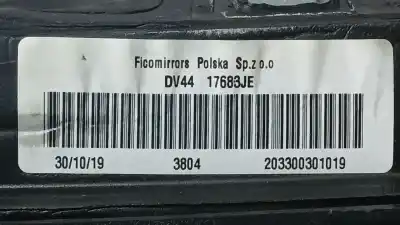 Ficomirrors Polska Sp.z o.o
DV44 17683JE
30/10/19 3804 203300301019